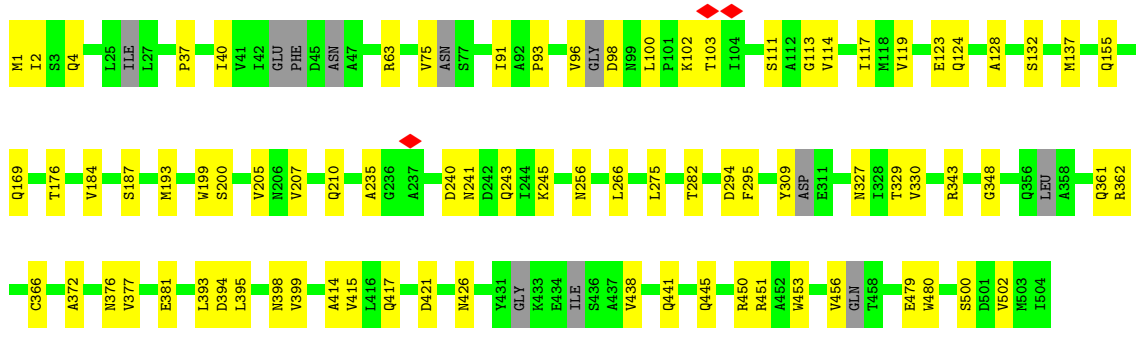 M1 I2 S3 Q4 L25 ILE L27 P37 I40 V41 I42 GLU PHE D45 ASN A47 R63 V75 ASN S77 I91 A92 P93 V96 GLY D98 N99 L100 P101 K102 T103 I104 S111 A112 G113 V114 I117 M118 V119 E123 Q124 A128 S132 M137 Q155
Q169 T176 V184 S187 M193 W199 S200 V205 N206 V207 Q210 A235 G236 A237 D240 N241 D242 Q243 I244 K245 N256 L266 L275 T282 D294 F295 Y309 ASP E311 N327 I328 T329 V330 R343 G348 Q356 LEU A358 Q361 R362
C366 A372 N376 V377 E381 L393 D394 L395 N398 V399 A414 V415 L416 Q417 D421 N426 Y431 GLY K433 E434 ILE S436 A437 V438 Q441 Q445 R450 R451 A452 W453 V456 GLN T458 E479 W480 S500 D501 V502 M503 I504